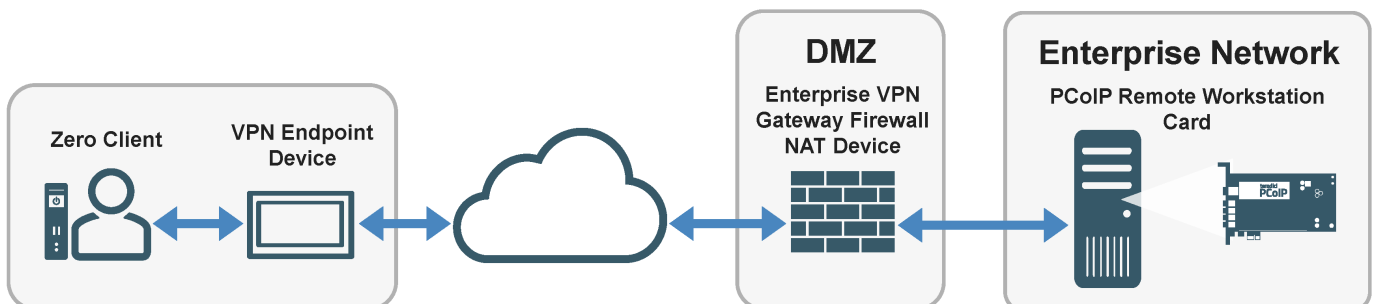 Zero Client
VPN Endpoint
Device
DMZ
Enterprise VPN
Gateway Firewall
NAT Device
Enterprise Network
PCoIP Remote Workstation
Card
teradici
PCoIP